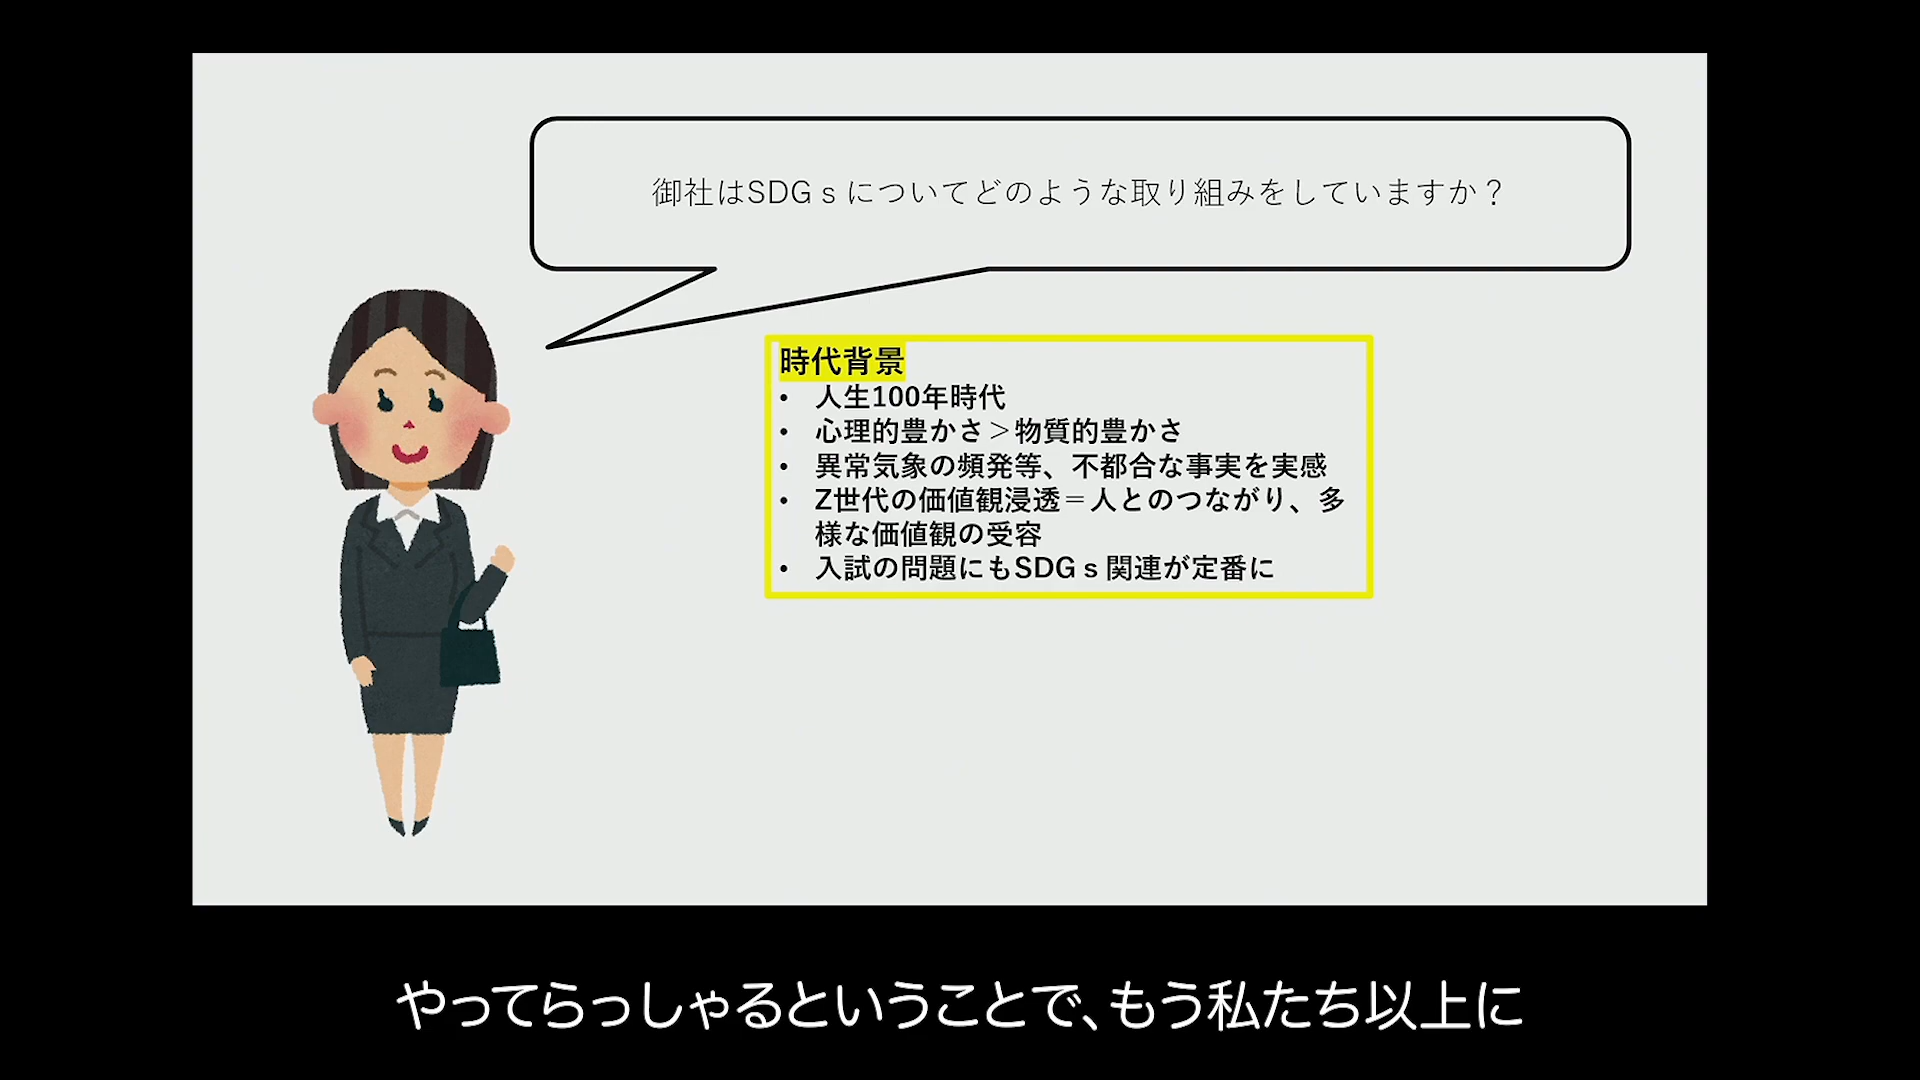 御社はSDGｓについてどのような取り組みをしていますか？
時代背景
• 人生100年時代
• 心理的豊かさ＞物質的豊かさ
• 異常気象の頻発等、不都合な事実を実感
• Z世代の価値観浸透＝人とのつながり、多
様な価値観の受容
• 入試の問題にもSDGｓ関連が定番に
やってらっしゃるということで､もう私たち以上に